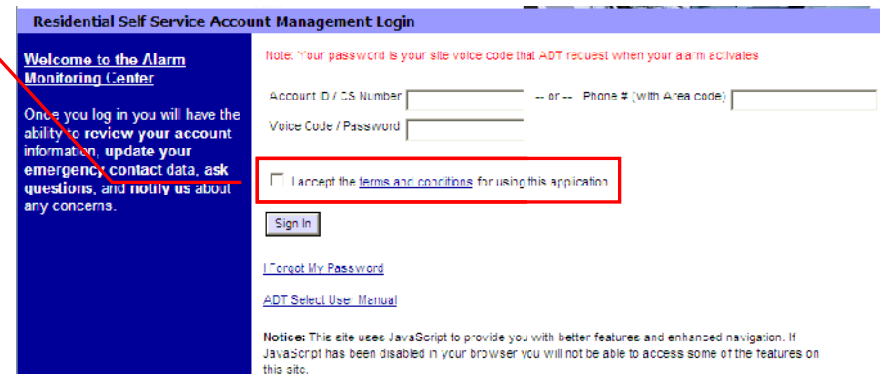 Residential Self Service Account Management Login
Welcome to the Alarm
Monitoring Center
Once you log in you will have the
ability to review your account
information, update your
emergency contact data, ask
questions, and notify us about
any concerns.
Note: Your password is your site voice code that ADT request when your alarm activates
Account ID / CS Number -- or -- Phone # (with Area code)
Voice Code / Password
I accept the terms and conditions for using this application
Sign In
I Forgot My Password
ADT Select User Manual
Notice: This site uses JavaScript to provide you with better features and enhanced navigation. If
JavaScript has been disabled in your browser you will not be able to access some of the features on
this site.